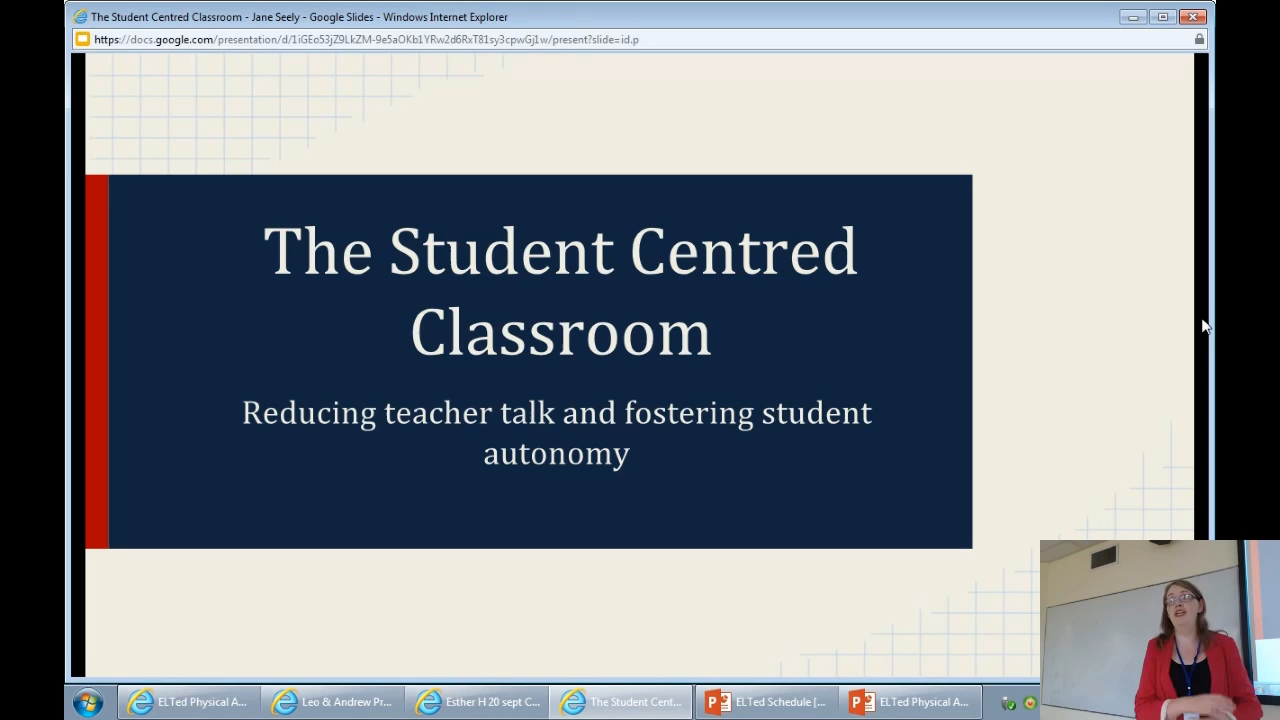 The Student Centred Classroom - Jane Seely - Google Slides - Windows Internet Explorer
https://docs.google.com/presentation/d/1iGEo53jZ9LkZM-9e5aOKb1YRw2d6RxT81sy3cpwGj1w/present?slide=id.p
The Student Centred
Classroom
Reducing teacher talk and fostering student
autonomy
ELTed Physical A...
Leo & Andrew Pr...
Esther H 20 sept C...
The Student Cent...
ELTed Schedule [...
ELTed Physical A...